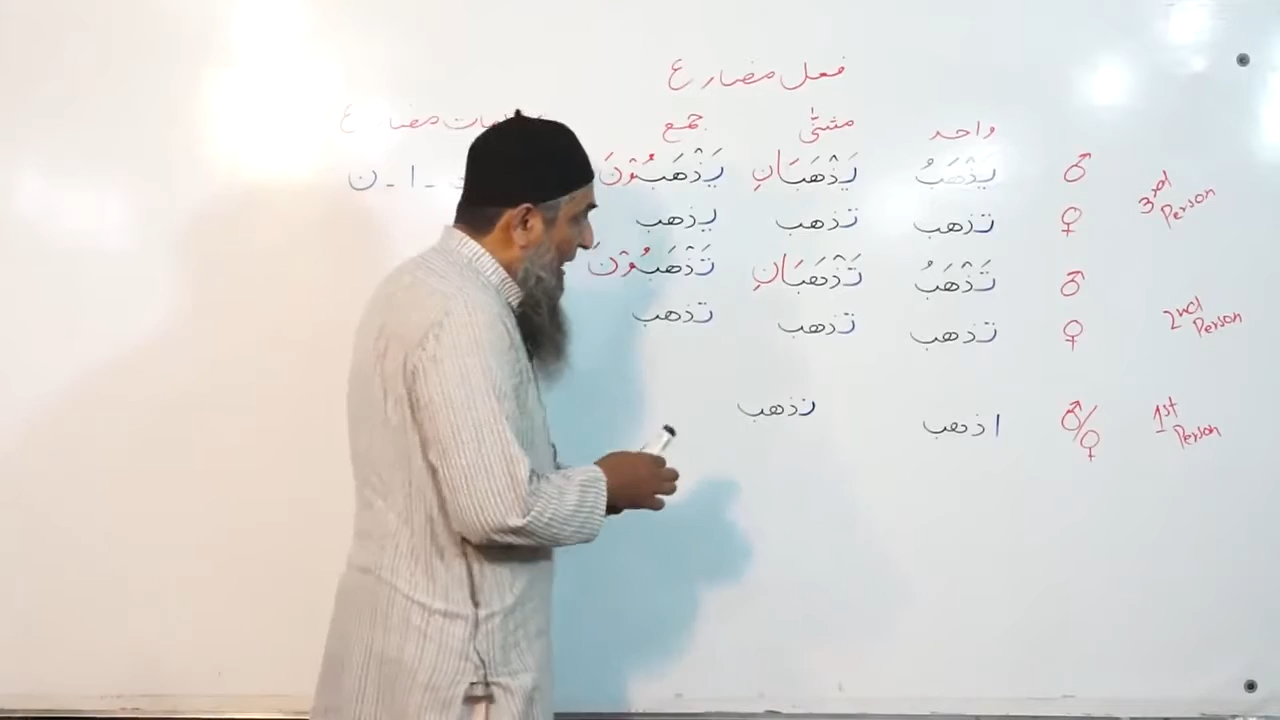 فعل مضارع
واحد مثنّٰی جمع مضارع
♂ يَذْهَبُ يَذْهَبَانِ يَذْهَبُوْنَ ـ ا ـ ن
3rd Person
♀ تذهب تذهب يذهب
♂ تَذْهَبُ تَذْهَبَانِ تَذْهَبُوْنَ
2nd Person
♀ تذهب تذهب تذهب
1st Person ♂/♀ اذهب نذهب